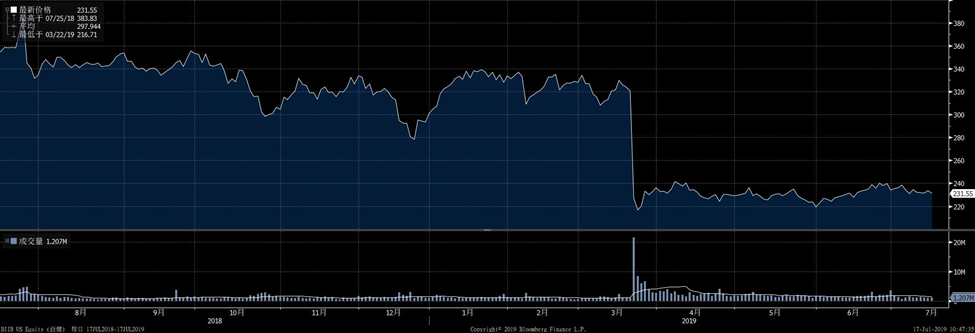 最新价格 231.55
最高于 07/25/18 383.83
平均 297.944
最低于 03/22/19 216.71
380
360
340
320
300
280
260
240
231.55
220
成交量 1.207M
20M
10M
1.207M
0
8月 9月 10月 11月 12月 1月 2月 3月 4月 5月 6月 7月
2018 2019
BIIB US Equity (百健) 每日 17JUL2018-17JUL2019 Copyright© 2019 Bloomberg Finance L.P. 17-Jul-2019 10:47:35